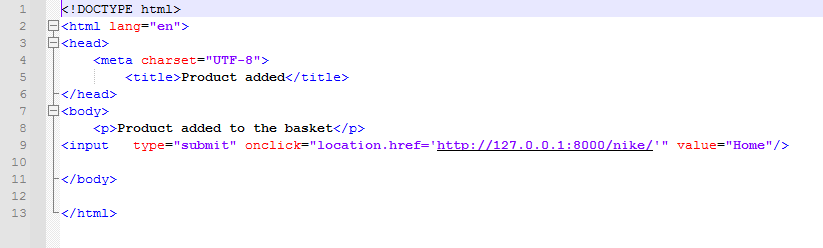 1 <!DOCTYPE html>
2 <html lang="en">
3 <head>
4 <meta charset="UTF-8">
5 <title>Product added</title>
6 </head>
7 <body>
8 <p>Product added to the basket</p>
9 <input   type="submit" onclick="location.href='http://127.0.0.1:8000/nike/'" value="Home"/>
10
11 </body>
12
13 </html>